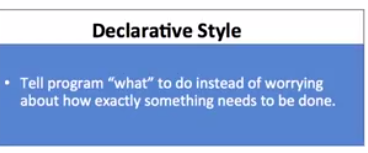 Declarative Style
• Tell program “what” to do instead of worrying
about how exactly something needs to be done.